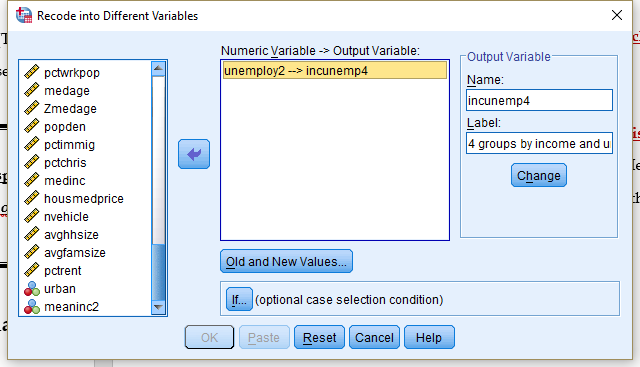 Recode into Different Variables
pctwrkpop
medage
Zmedage
popden
pctimmig
pctchris
medinc
housmedprice
nvehicle
avghhsize
avgfamsize
pctrent
urban
meaninc2
Numeric Variable -> Output Variable:
unemploy2 --> incunemp4
Output Variable
Name:
incunemp4
Label:
4 groups by income and u
Change
Old and New Values...
If... (optional case selection condition)
OK Paste Reset Cancel Help